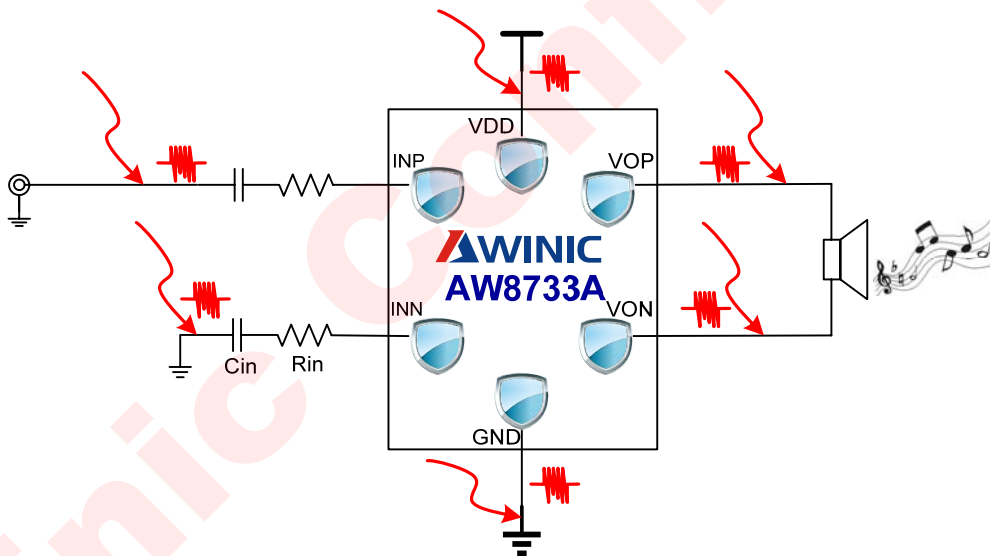 VDD
INP
VOP
AWINIC
AW8733A
INN
VON
Cin
Rin
GND